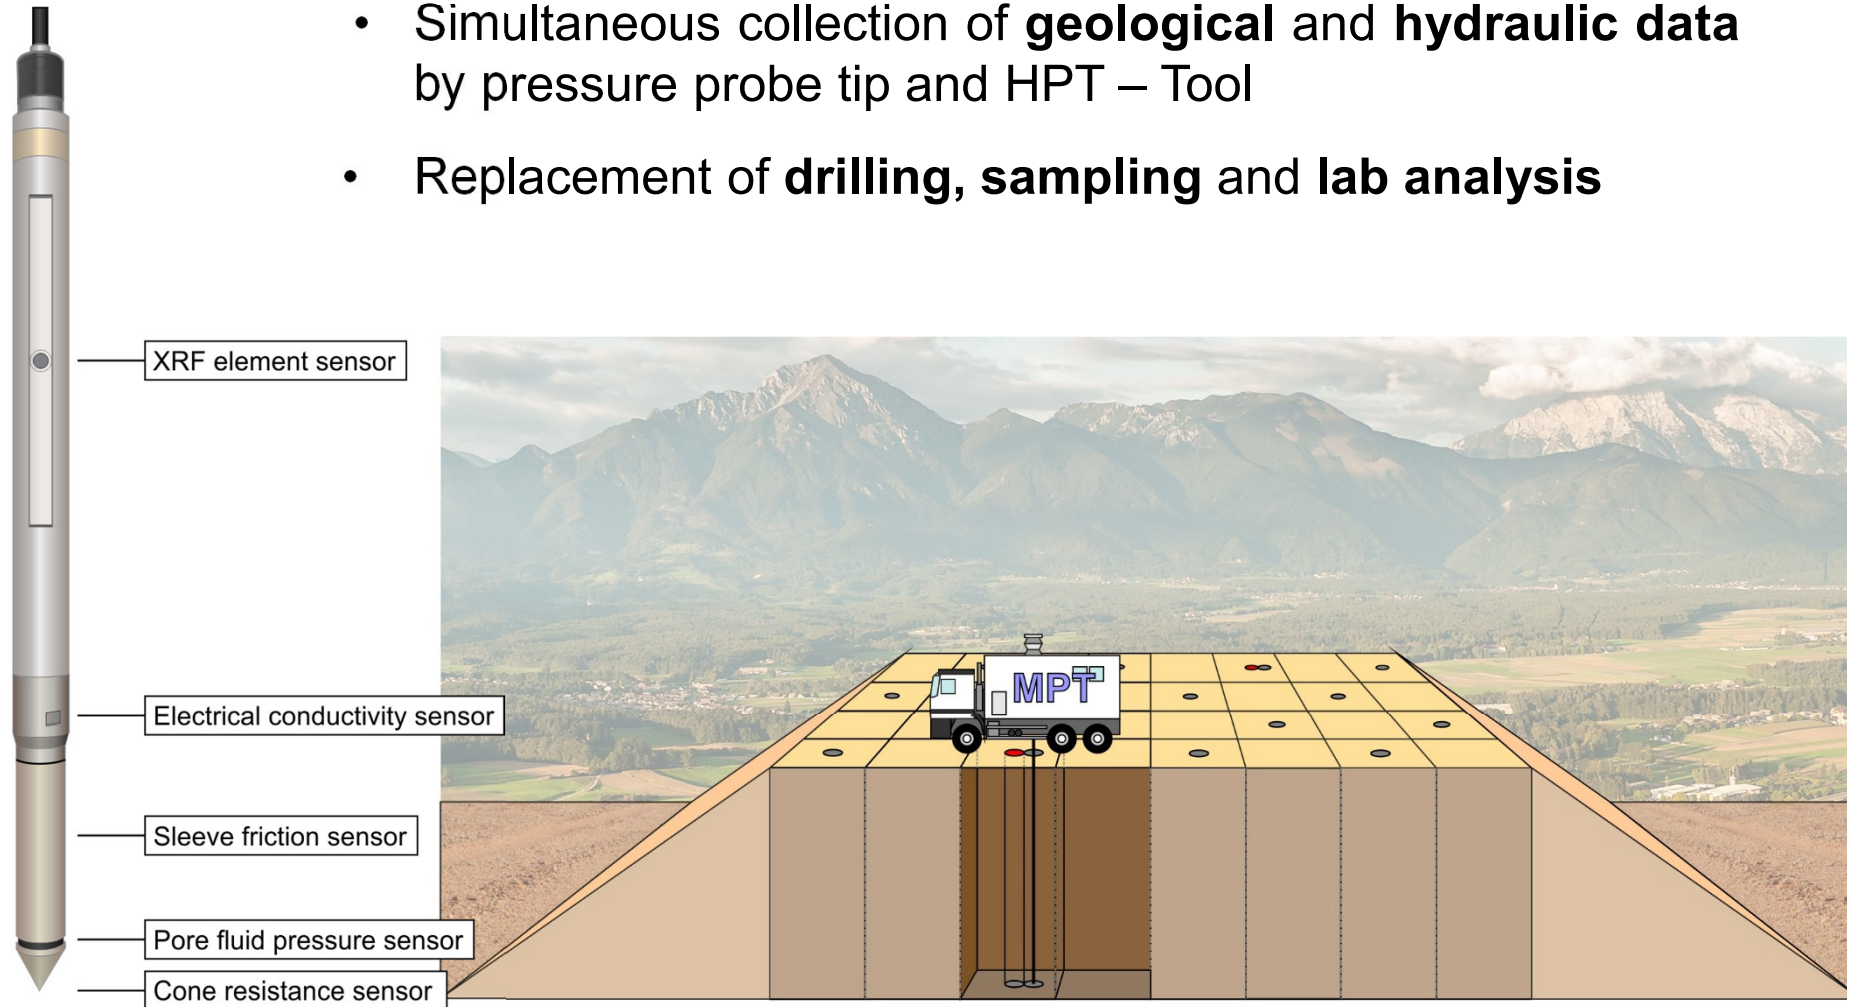 • Simultaneous collection of geological and hydraulic data
by pressure probe tip and HPT – Tool
• Replacement of drilling, sampling and lab analysis
XRF element sensor
Electrical conductivity sensor
Sleeve friction sensor
Pore fluid pressure sensor
Cone resistance sensor
MPT